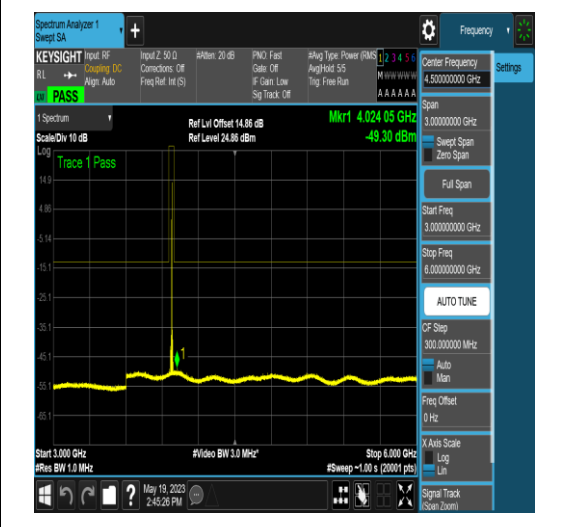 Spectrum Analyzer 1
Swept SA
+
Frequency
KEYSIGHT
RL
Input: RF
Coupling: DC
Align: Auto
PASS
Input Z: 50 Ω
Corrections: Off
Freq Ref: Int (S)
#Atten: 20 dB
PNO: Fast
Gate: Off
IF Gain: Low
Sig Track: Off
#Avg Type: Power (RMS
Avg|Hold: 5/5
Trig: Free Run
1 2 3 4 5 6
M w w w w w
A A A A A A
1 Spectrum
Scale/Div 10 dB
Ref Lvl Offset 14.86 dB
Ref Level 24.86 dBm
Mkr1 4.024 05 GHz
-49.30 dBm
Log
Trace 1 Pass
14.9
4.86
-5.14
-15.1
-25.1
-35.1
-45.1
-55.1
-65.1
1
Start 3.000 GHz
#Res BW 1.0 MHz
#Video BW 3.0 MHz*
Stop 6.000 GHz
#Sweep ~1.00 s (20001 pts)
?
May 19, 2023
2:45:26 PM
Center Frequency
4.500000000 GHz
Settings
Span
3.00000000 GHz
Swept Span
Zero Span
Full Span
Start Freq
3.000000000 GHz
Stop Freq
6.000000000 GHz
AUTO TUNE
CF Step
300.000000 MHz
Auto
Man
Freq Offset
0 Hz
X Axis Scale
Log
Lin
Signal Track
(Span Zoom)